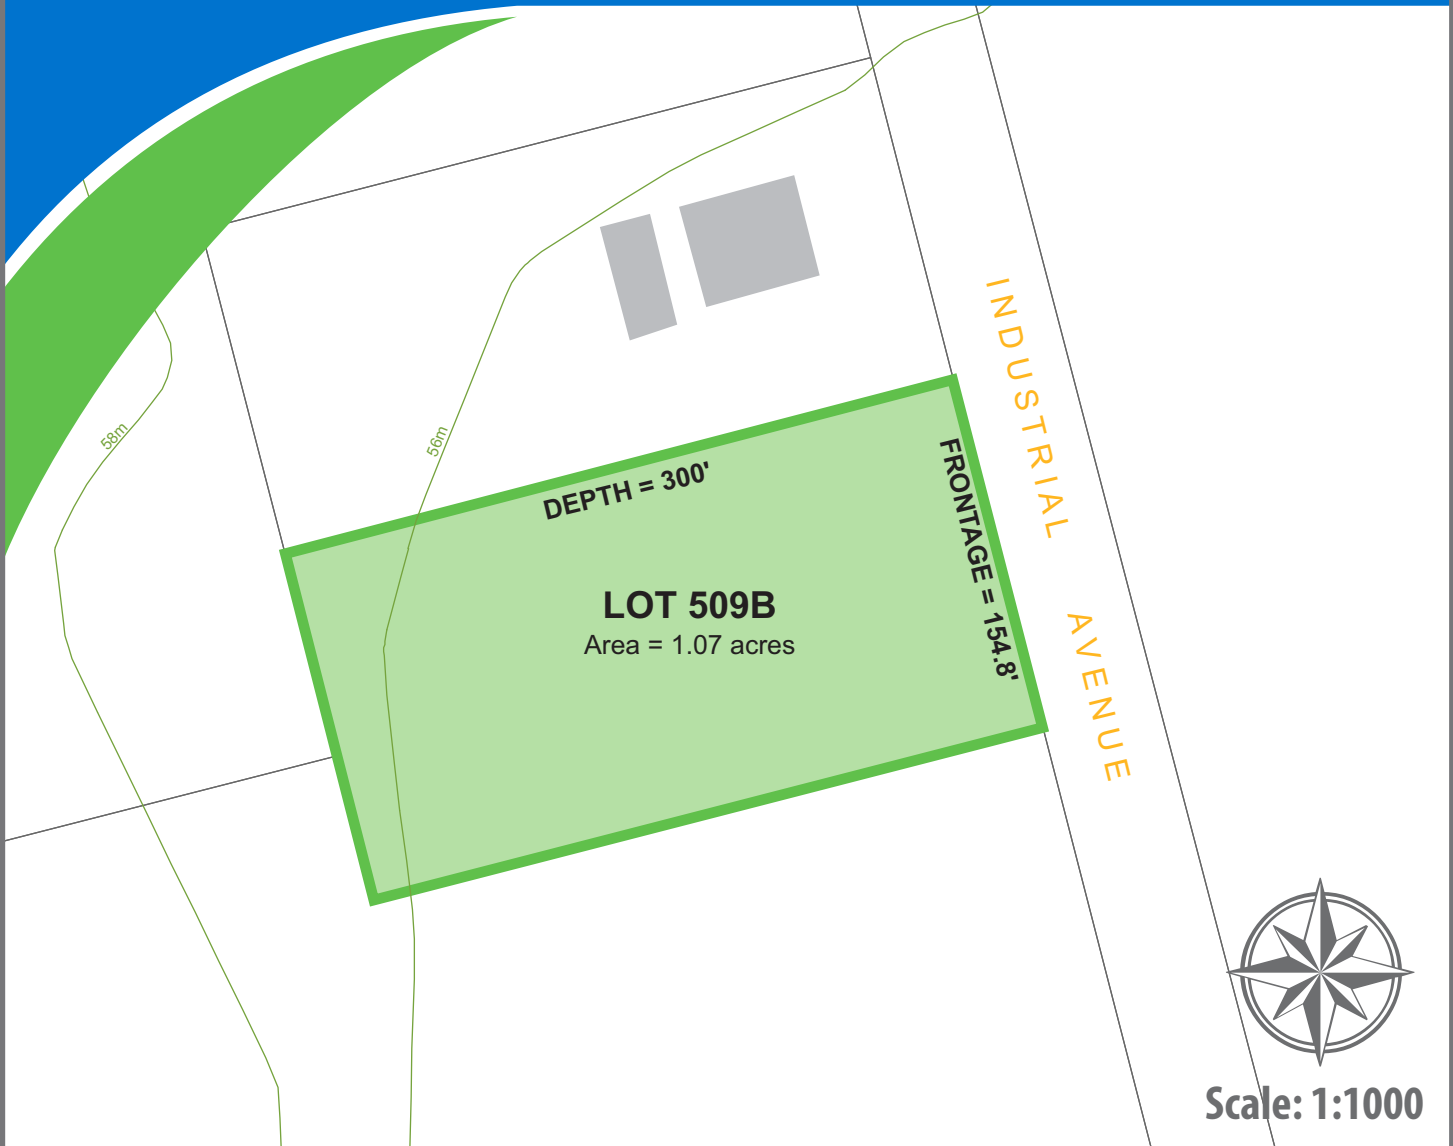 INDUSTRIAL AVENUE
58m
56m
DEPTH = 300'
FRONTAGE = 154.8'
LOT 509B
Area = 1.07 acres
Scale: 1:1000